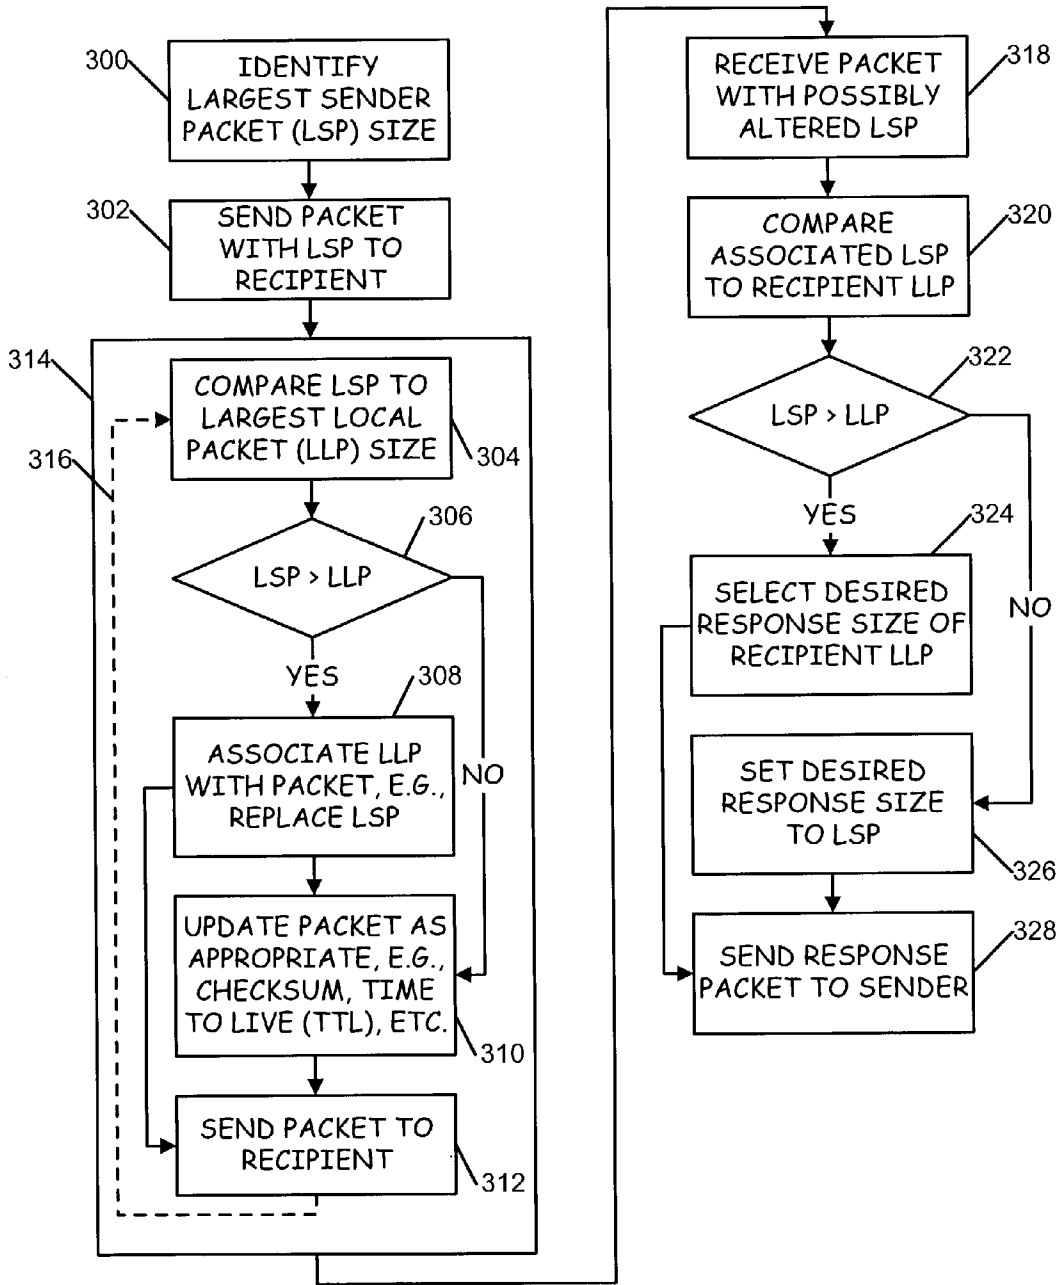 300
IDENTIFY
LARGEST SENDER
PACKET (LSP) SIZE
302
SEND PACKET
WITH LSP TO
RECIPIENT
314
COMPARE LSP TO
LARGEST LOCAL
PACKET (LLP) SIZE
304
316
306
LSP > LLP
YES
NO
308
ASSOCIATE LLP
WITH PACKET, E.G.,
REPLACE LSP
UPDATE PACKET AS
APPROPRIATE, E.G.,
CHECKSUM, TIME
TO LIVE (TTL), ETC.
310
SEND PACKET TO
RECIPIENT
312
318
RECEIVE PACKET
WITH POSSIBLY
ALTERED LSP
320
COMPARE
ASSOCIATED LSP
TO RECIPIENT LLP
322
LSP > LLP
YES
NO
324
SELECT DESIRED
RESPONSE SIZE OF
RECIPIENT LLP
SET DESIRED
RESPONSE SIZE
TO LSP
326
328
SEND RESPONSE
PACKET TO SENDER